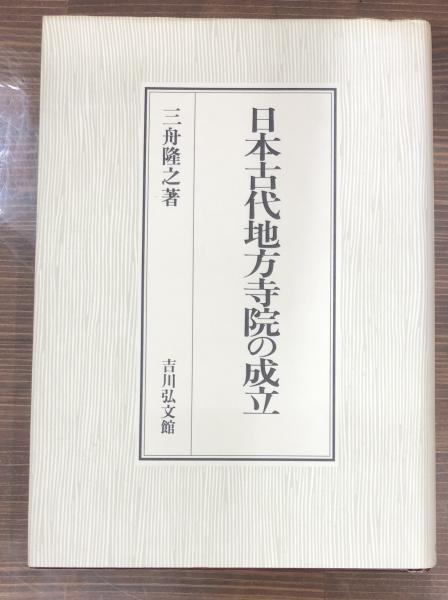 日本古代地方寺院の成立
三舟隆之著
吉川弘文館